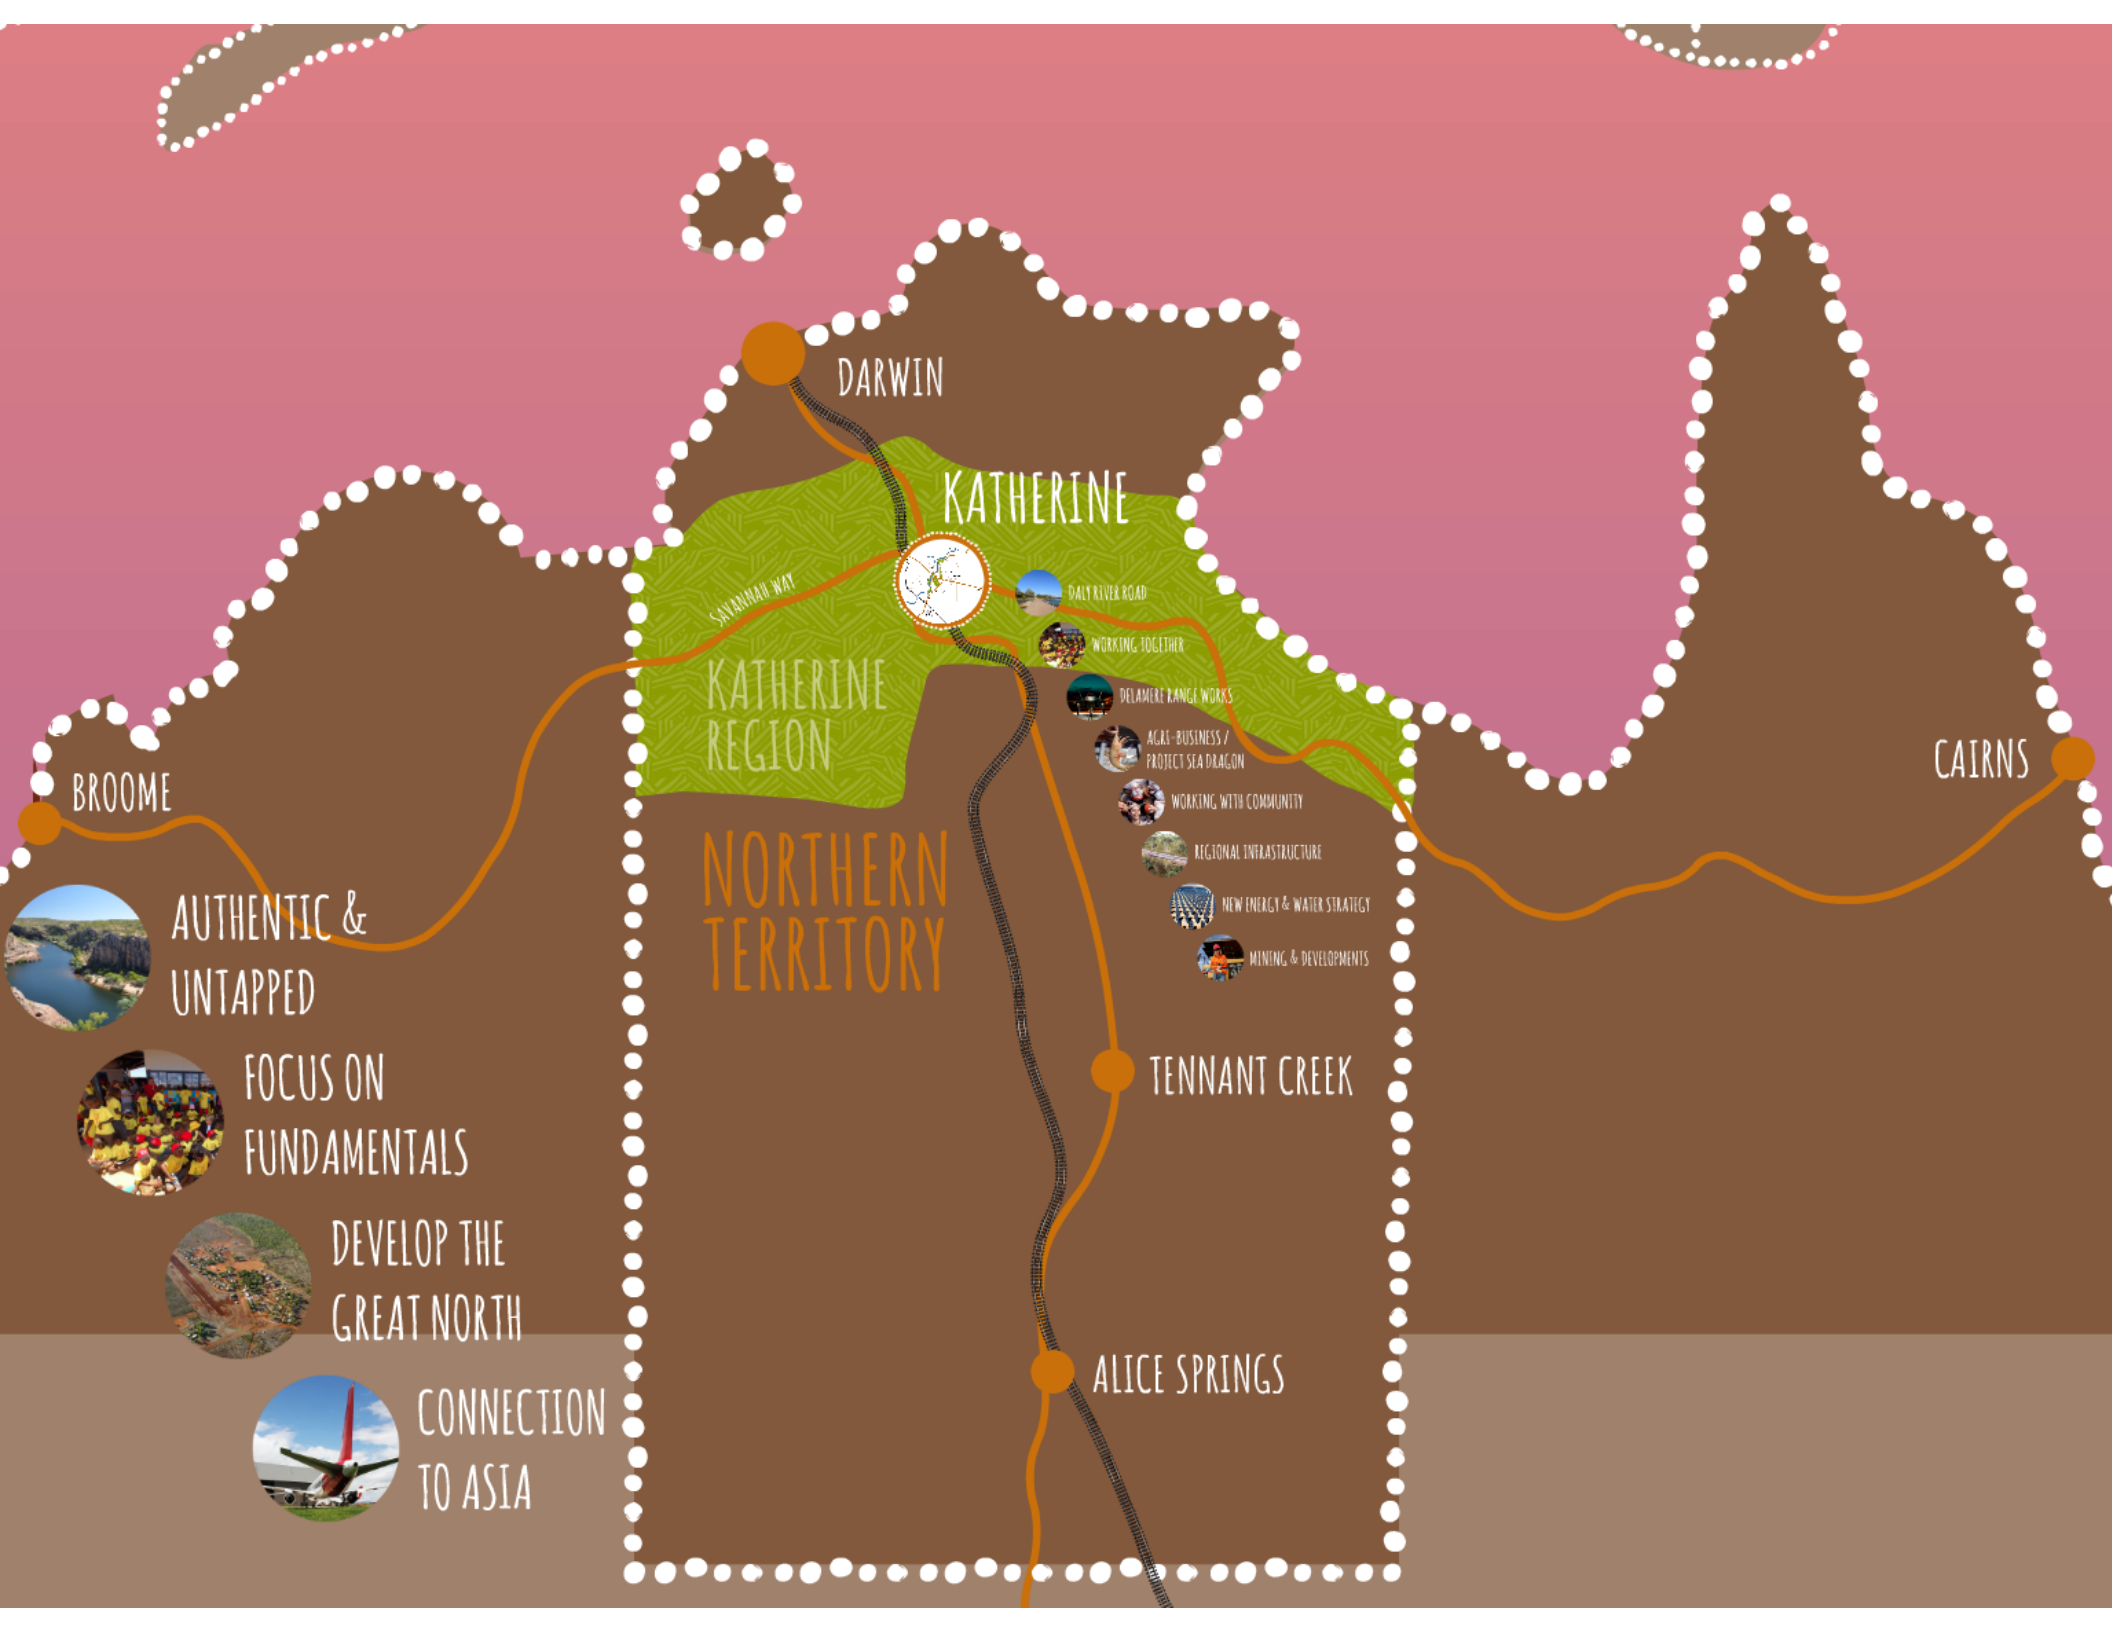 DARWIN
KATHERINE
SAVANNAH WAY
DALY RIVER ROAD
WORKING TOGETHER
KATHERINE
REGION
DELAMERE RANGE WORKS
AGRI-BUSINESS /
PROJECT SEA DRAGON
BROOME
CAIRNS
WORKING WITH COMMUNITY
NORTHERN
TERRITORY
REGIONAL INFRASTRUCTURE
NEW ENERGY & WATER STRATEGY
MINING & DEVELOPMENTS
AUTHENTIC &
UNTAPPED
FOCUS ON
FUNDAMENTALS
TENNANT CREEK
DEVELOP THE
GREAT NORTH
ALICE SPRINGS
CONNECTION
TO ASIA